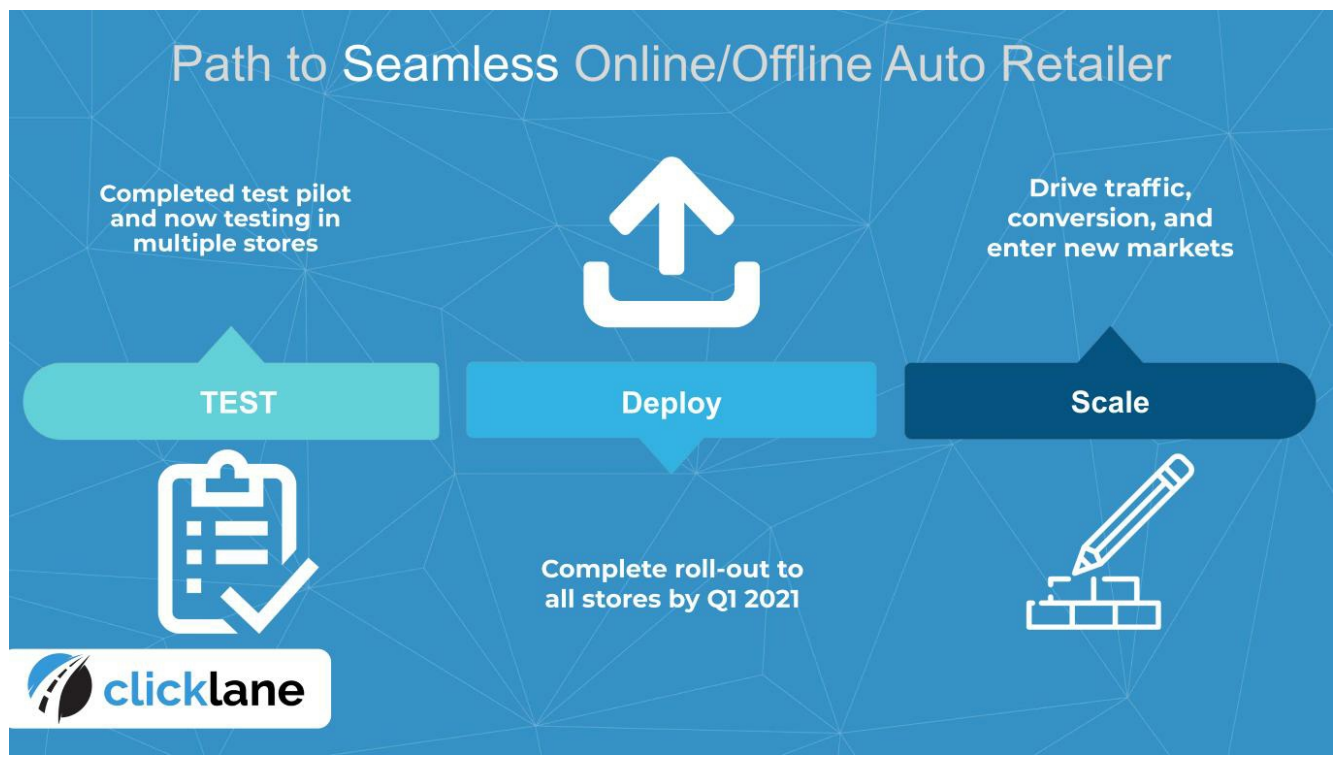 Path to Seamless Online/Offline Auto Retailer
Completed test pilot
and now testing in
multiple stores
TEST
Deploy
Complete roll-out to
all stores by Q1 2021
Drive traffic,
conversion, and
enter new markets
Scale
clicklane